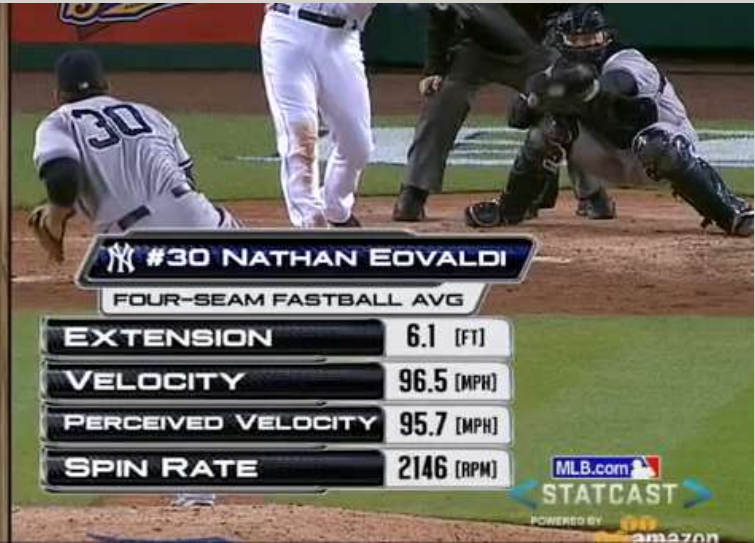 30
NY #30 NATHAN EOVALDI
FOUR-SEAM FASTBALL AVG
EXTENSION 6.1 [FT]
VELOCITY 96.5 [MPH]
PERCEIVED VELOCITY 95.7 [MPH]
SPIN RATE 2146 [RPM]
MLB.com
STATCAST
POWERED BY
amazon